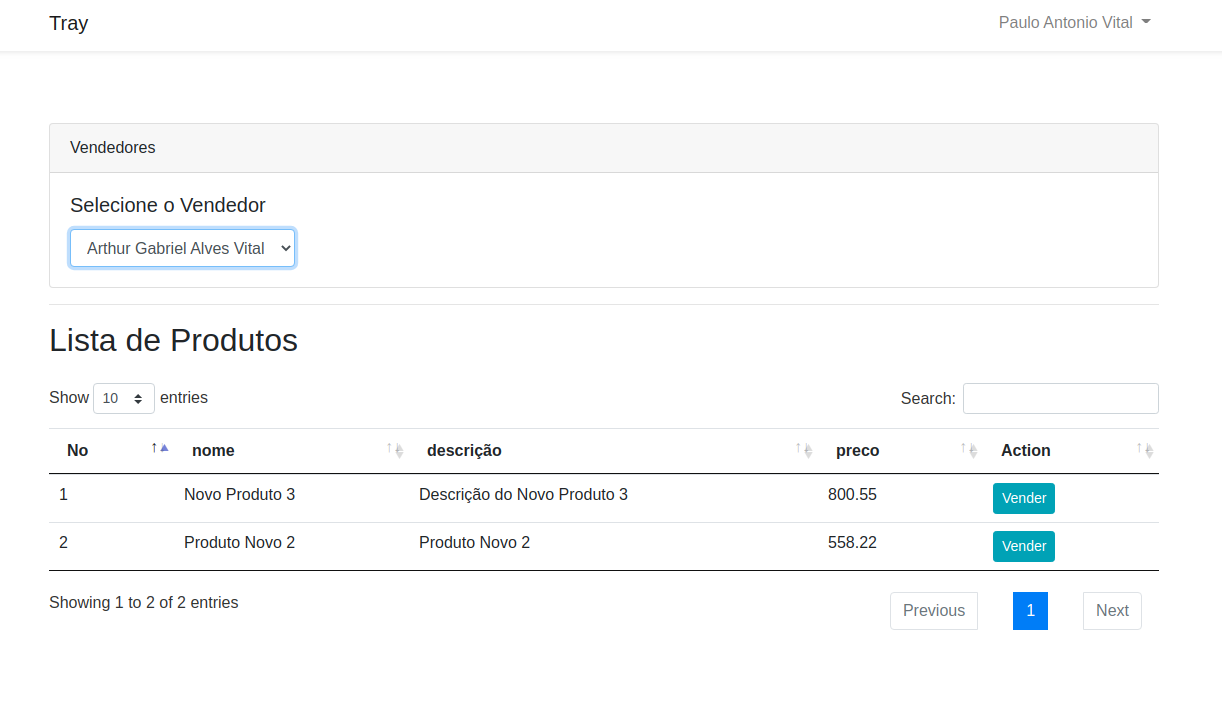 Tray Paulo Antonio Vital
Vendedores
Selecione o Vendedor
Arthur Gabriel Alves Vital
Lista de Produtos
Show 10 entries Search:
No nome descrição preco Action
1 Novo Produto 3 Descrição do Novo Produto 3 800.55 Vender
2 Produto Novo 2 Produto Novo 2 558.22 Vender
Showing 1 to 2 of 2 entries Previous 1 Next